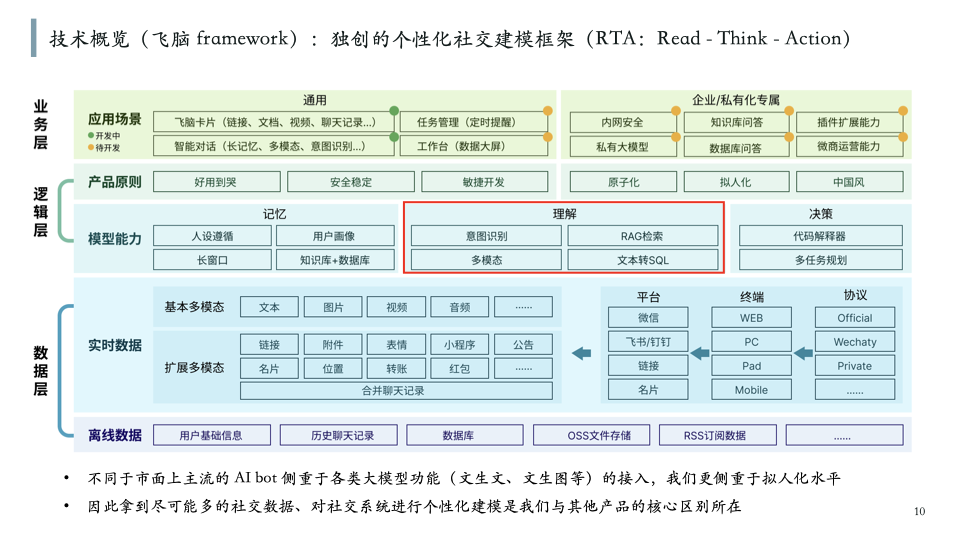 技术概览（飞脑 framework）：独创的个性化社交建模框架（RTA：Read - Think - Action）
业务层
应用场景
开发中
待开发
通用
飞脑卡片（链接、文档、视频、聊天记录...）
任务管理（定时提醒）
智能对话（长记忆、多模态、意图识别...）
工作台（数据大屏）
企业/私有化专属
内网安全
知识库问答
插件扩展能力
私有大模型
数据库问答
微商运营能力
逻辑层
产品原则
好用到哭
安全稳定
敏捷开发
原子化
拟人化
中国风
模型能力
记忆
人设遵循
用户画像
长窗口
知识库+数据库
理解
意图识别
RAG检索
多模态
文本转SQL
决策
代码解释器
多任务规划
数据层
实时数据
基本多模态
文本
图片
视频
音频
......
扩展多模态
链接
附件
表情
小程序
公告
名片
位置
转账
红包
......
合并聊天记录
平台
微信
飞书/钉钉
链接
名片
终端
WEB
PC
Pad
Mobile
协议
Official
Wechaty
Private
......
离线数据
用户基础信息
历史聊天记录
数据库
OSS文件存储
RSS订阅数据
......
• 不同于市面上主流的 AI bot 侧重于各类大模型功能（文生文、文生图等）的接入，我们更侧重于拟人化水平
• 因此拿到尽可能多的社交数据、对社交系统进行个性化建模是我们与其他产品的核心区别所在
10